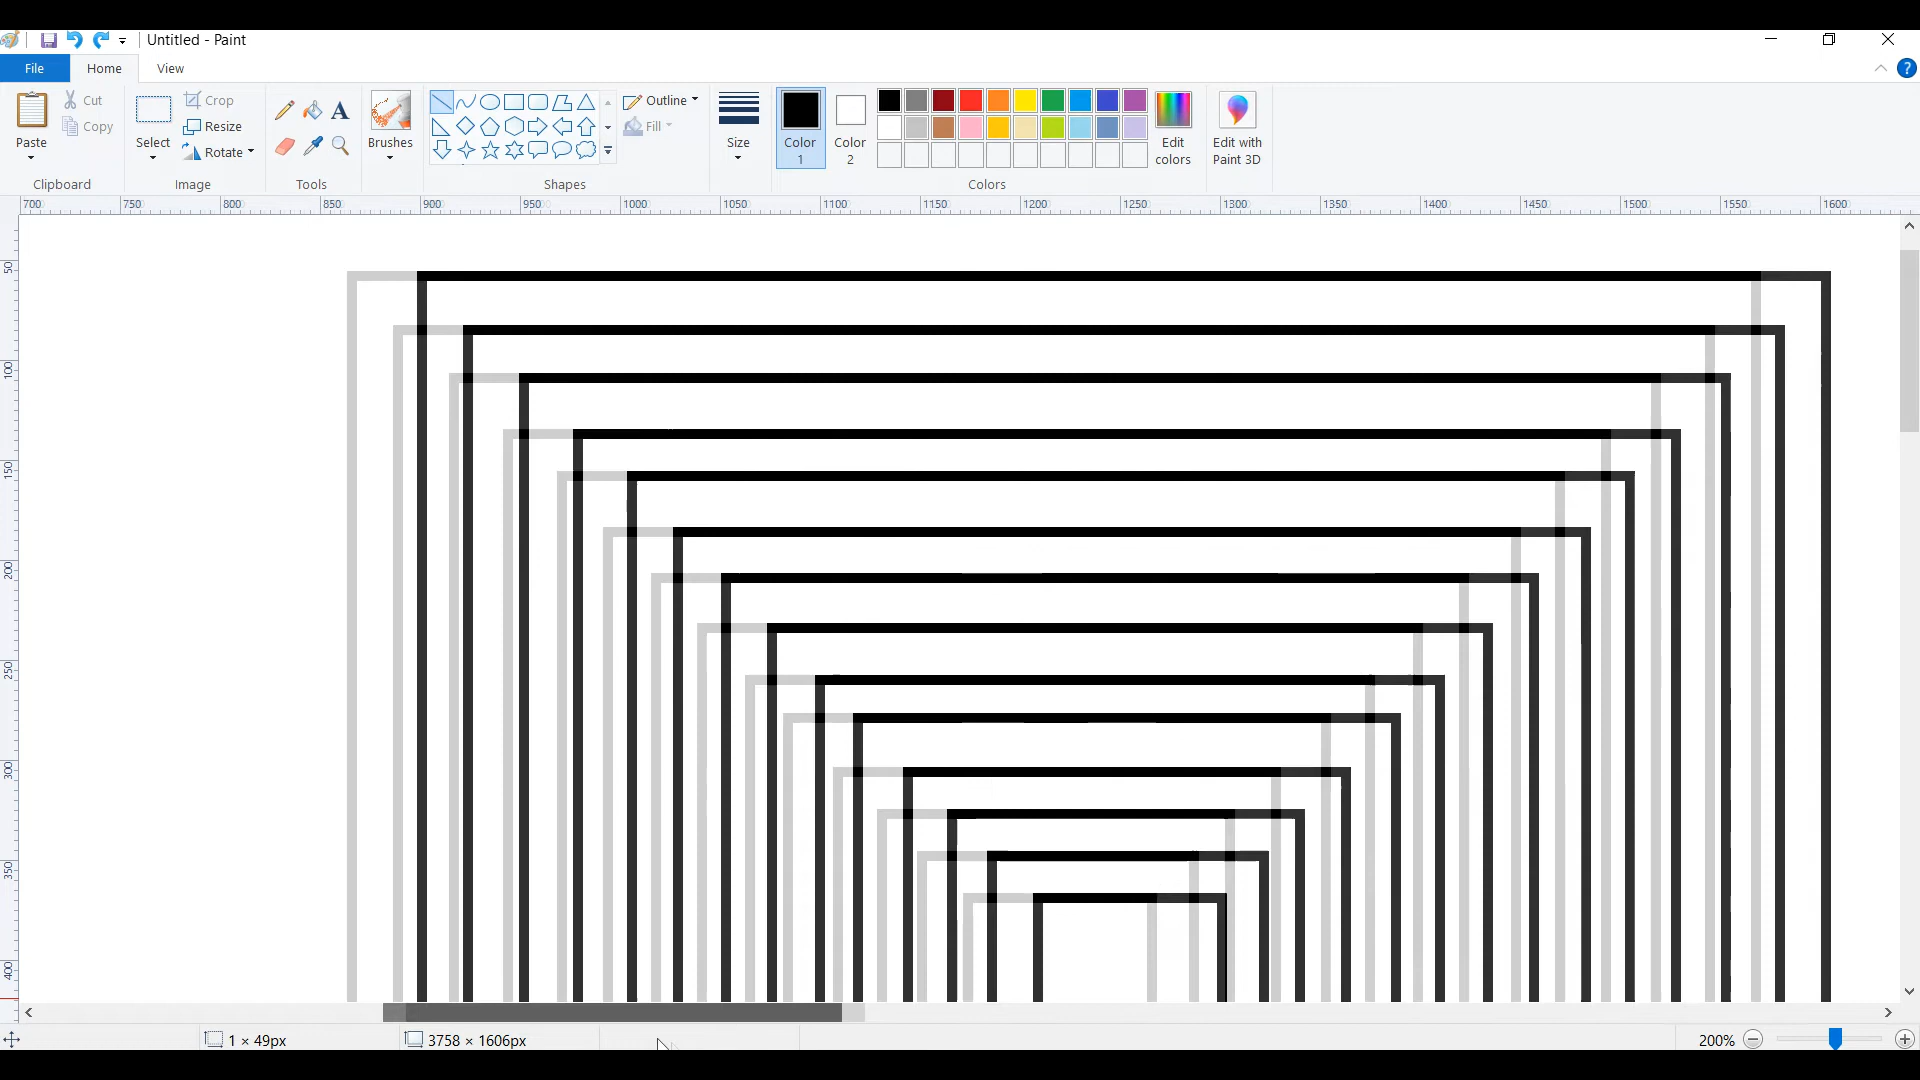 Untitled - Paint
File Home View
Paste Cut Copy Clipboard
Select Crop Resize Rotate Image
A Tools
Brushes
Outline Fill Shapes
Size
Color 1 Color 2
Edit colors Colors
Edit with Paint 3D
?
700 750 800 850 900 950 1000 1050 1100 1150 1200 1250 1300 1350 1400 1450 1500 1550 1600
50
100
150
200
250
300
350
400
1 × 49px 3758 × 1606px 200%